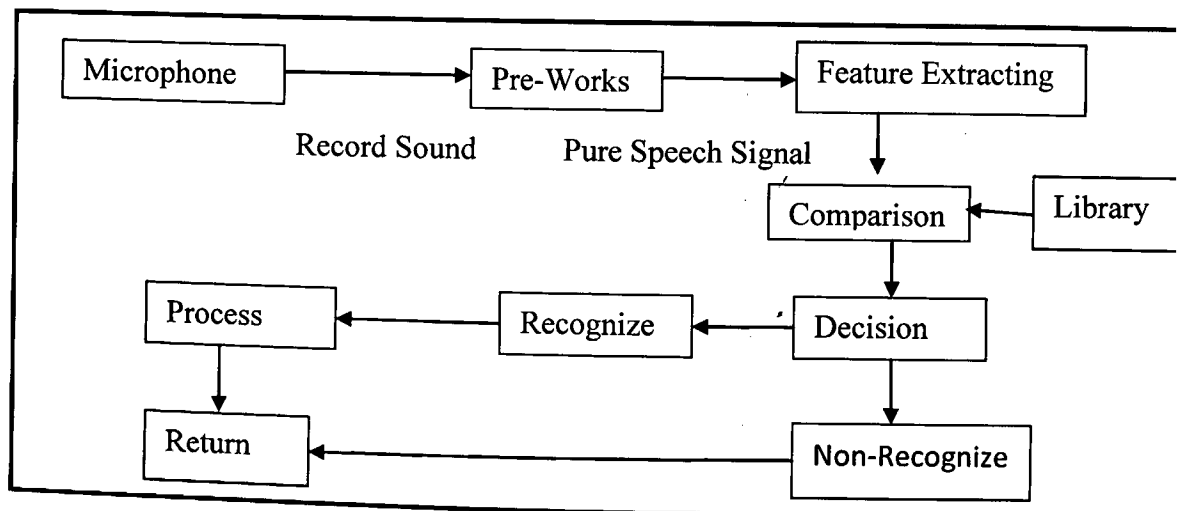 Microphone
Pre-Works
Feature Extracting
Record Sound
Pure Speech Signal
Comparison
Library
Process
Recognize
Decision
Return
Non-Recognize